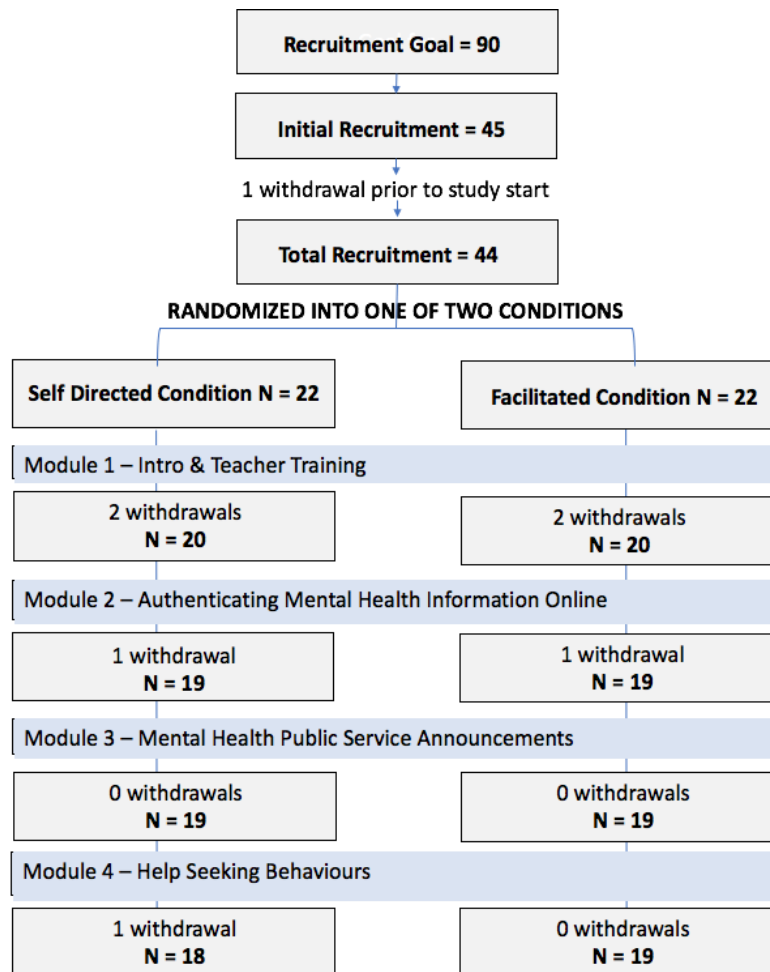 Recruitment Goal = 90
Initial Recruitment = 45
1 withdrawal prior to study start
Total Recruitment = 44
RANDOMIZED INTO ONE OF TWO CONDITIONS
Self Directed Condition N = 22
Facilitated Condition N = 22
Module 1 – Intro & Teacher Training
2 withdrawals
N = 20
2 withdrawals
N = 20
Module 2 – Authenticating Mental Health Information Online
1 withdrawal
N = 19
1 withdrawal
N = 19
Module 3 – Mental Health Public Service Announcements
0 withdrawals
N = 19
0 withdrawals
N = 19
Module 4 – Help Seeking Behaviours
1 withdrawal
N = 18
0 withdrawals
N = 19